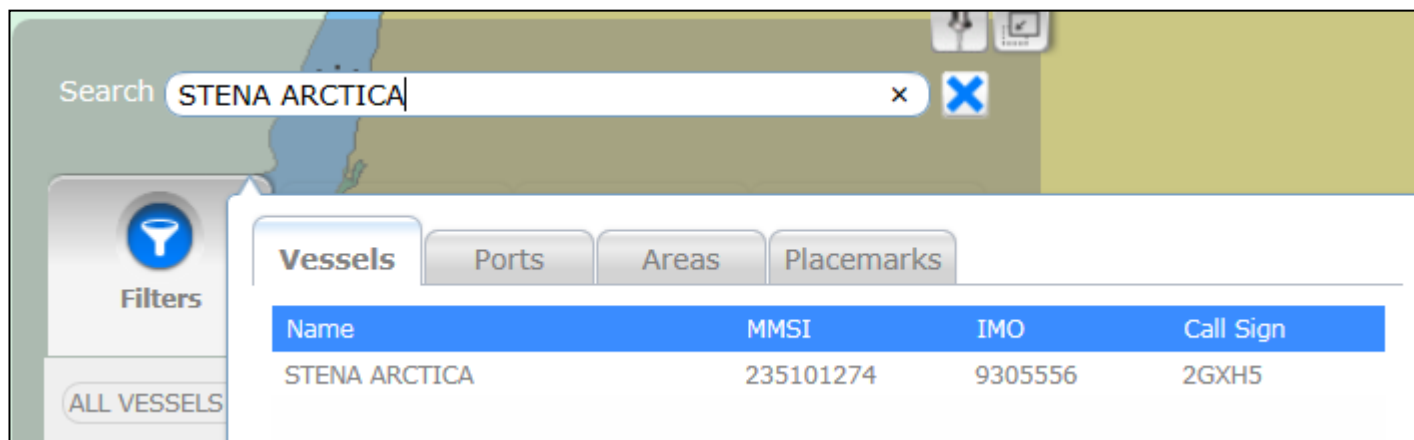 Search STENA ARCTICA ×
Filters
Vessels Ports Areas Placemarks
Name MMSI IMO Call Sign
STENA ARCTICA 235101274 9305556 2GXH5
ALL VESSELS